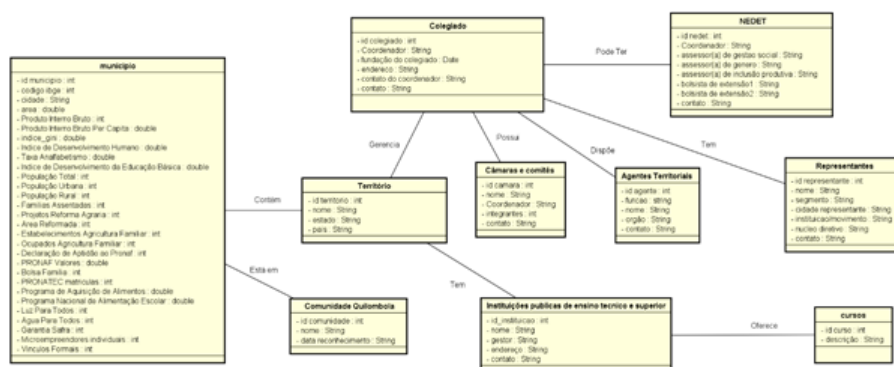 município
- id municipio : int
- codigo ibge : int
- cidade : String
- area : double
- Produto Interno Bruto : int
- Produto Interno Bruto Per Capita : double
- indice_gini : double
- Indice de Desenvolvimento Humano : double
- Taxa Analfabetismo : double
- Indice de Desenvolvimento da Educação Básica : double
- População Total : int
- População Urbana : int
- População Rural : int
- Familias Assentadas : int
- Projetos Reforma Agraria : int
- Area Reformada : int
- Estabelecimentos Agricultura Familiar : int
- Ocupados Agricultura Familiar : int
- Declaração de Aptidão ao Pronaf : int
- PRONAF Valores : double
- Bolsa Familia : int
- PRONATEC matriculas : int
- Programa de Aquisição de Alimentos : double
- Programa Nacional de Alimentação Escolar : double
- Luz Para Todos : int
- Agua Para Todos : int
- Garantia Safra : int
- Microempreendores individuais : int
- Vinculos Formais : int
Colegiado
- id colegiado : int
- Coordenador : String
- fundação do colegiado : Date
- endereco : String
- contato do coordenador : String
- contato : String
NEDET
- id nedet : int
- Coordenador : String
- assessor(a) de gestao social : String
- assessor(a) de genero : String
- assessor(a) de inclusão produtiva : String
- bolsista de extensão1 : String
- bolsista de extensão2 : String
- contato : String
Pode Ter
Gerencia
Possui
Dispõe
Tem
Território
- id territorio : int
- nome : String
- estado : String
- pais : String
Câmaras e comitês
- id camara : int
- nome : String
- Coordenador : String
- integrantes : int
- contato : String
Agentes Territoriais
- id agente : int
- funcao : string
- nome : String
- orgão : String
- contato : String
Representantes
- id representante : int
- nome : String
- segmento : String
- cidade representante : String
- instituicao/movimento : String
- nucleo diretivo : String
- contato : String
Contém
Está em
Tem
Comunidade Quilombola
- id comunidade : int
- nome : String
- data reconhecimento : String
Instituições publicas de ensino tecnico e superior
- id_instituicao : int
- nome : String
- gestor : String
- endereço : String
- contato : String
Oferece
cursos
- id curso : int
- descrição : String